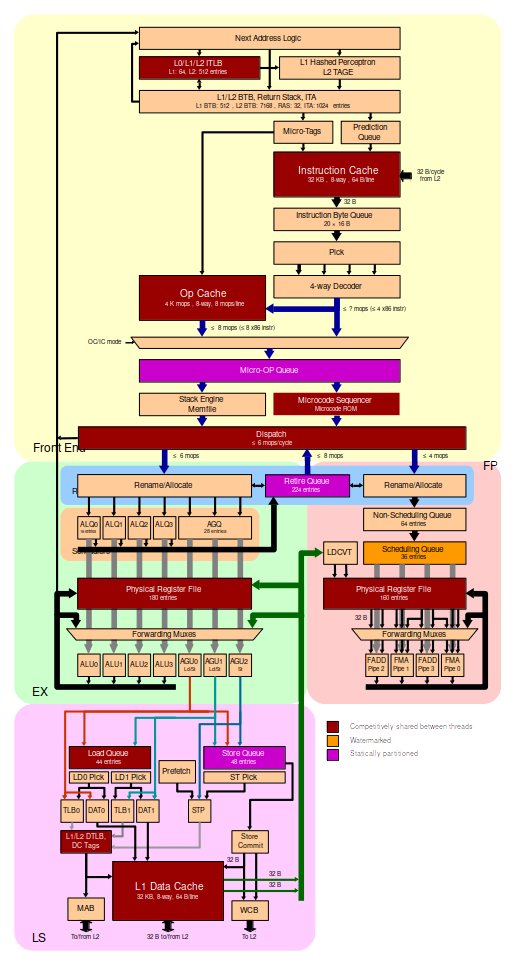 Next Address Logic
L0/L1/L2 ITLB
L1: 64, L2: 512 entries
L1 Hashed Perceptron
L2 TAGE
L1/L2 BTB, Return Stack, ITA
L1 BTB: 512 , L2 BTB: 7168 , RAS: 32, ITA: 1024 entries
Micro-Tags
Prediction
Queue
Instruction Cache
32 KB , 8-way , 64 B/line
32 B/cycle
from L2
32 B
Instruction Byte Queue
20 × 16 B
Pick
Op Cache
4 K mops , 8-way, 8 mops/line
4-way Decoder
≤ ? mops (≤ 4 x86 instr)
≤ 8 mops (≤ 8 x86 instr)
OC/IC mode
Micro-OP Queue
Stack Engine
Memfile
Microcode Sequencer
Microcode ROM
Dispatch
≤ 6 mops/cycle
Front End
≤ 6 mops
≤ 8 mops
≤ 4 mops
FP
Rename/Allocate
Retire Queue
224 entries
Rename/Allocate
ALQ0
ALQ1
ALQ2
ALQ3
AGQ
28 entries
Non-Scheduling Queue
64 entries
LDCVT
Scheduling Queue
36 entries
Physical Register File
180 entries
Physical Register File
160 entries
32 B
Forwarding Muxes
Forwarding Muxes
ALU0
ALU1
ALU2
ALU3
AGU0
Ld/St
AGU1
Ld/St
AGU2
St
FADD
Pipe 2
FMA
Pipe 1
FADD
Pipe 3
FMA
Pipe 0
EX
Competitively shared between threads
Watermarked
Statically partitioned
Load Queue
44 entries
Store Queue
48 entries
LD0 Pick
LD1 Pick
Prefetch
ST Pick
TLB0
DAT0
TLB1
DAT1
STP
L1/L2 DTLB,
DC Tags
Store
Commit
L1 Data Cache
32 KB, 8-way, 64 B/line
32 B
32 B
32 B
MAB
WCB
LS
To/from L2
32 B to/from L2
To L2